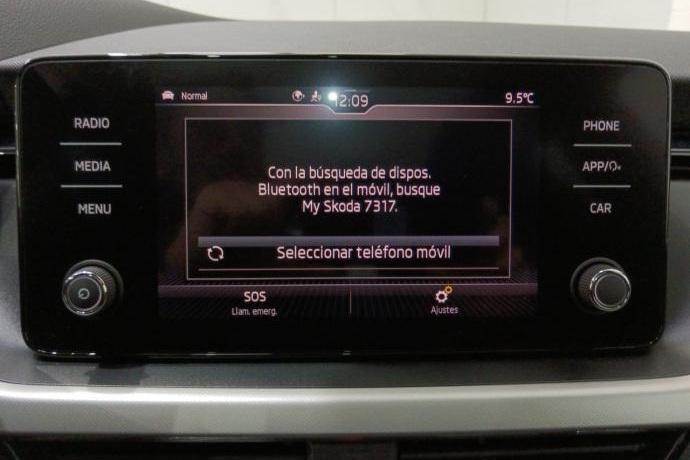 Normal
12:09
9.5°C
RADIO
MEDIA
MENU
Con la búsqueda de dispos.
Bluetooth en el móvil, busque
My Skoda 7317.
Seleccionar teléfono móvil
SOS
Llam. emerg.
Ajustes
PHONE
APP/
CAR